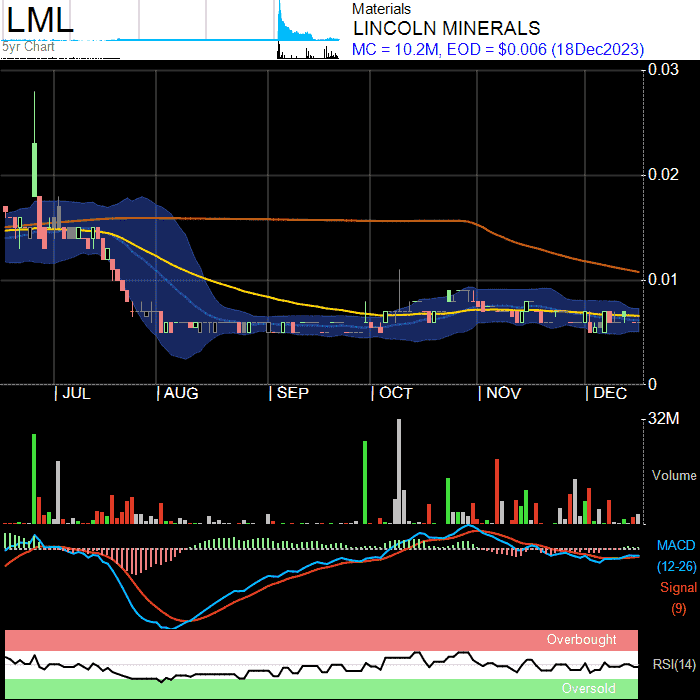 LML
Materials
LINCOLN MINERALS
MC = 10.2M, EOD = $0.006 (18Dec2023)
5yr Chart
0.03
0.02
0.01
0
JUL AUG SEP OCT NOV DEC
32M
Volume
MACD
(12-26)
Signal
(9)
Overbought
RSI(14)
Oversold